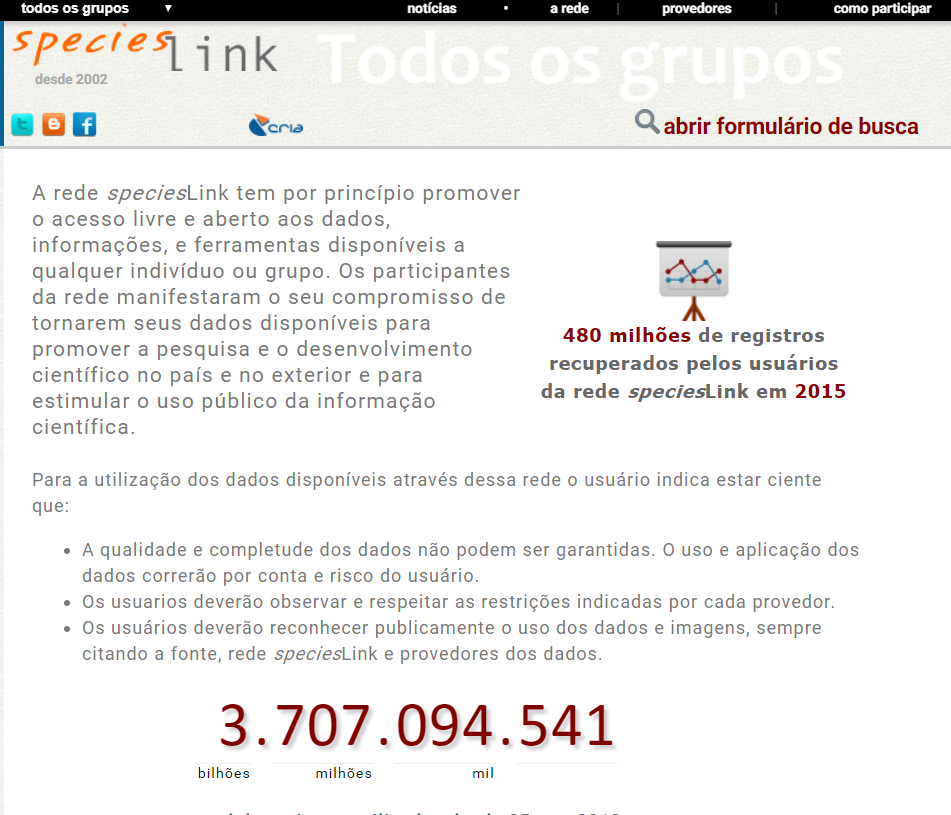 todos os grupos ▼ notícias • a rede | provedores | como participar
specieslink
desde 2002
Todos os grupos
cria
abrir formulário de busca
A rede speciesLink tem por princípio promover
o acesso livre e aberto aos dados,
informações, e ferramentas disponíveis a
qualquer indivíduo ou grupo. Os participantes
da rede manifestaram o seu compromisso de
tornarem seus dados disponíveis para
promover a pesquisa e o desenvolvimento
científico no país e no exterior e para
estimular o uso público da informação
científica.
480 milhões de registros
recuperados pelos usuários
da rede speciesLink em 2015
Para a utilização dos dados disponíveis através dessa rede o usuário indica estar ciente
que:
• A qualidade e completude dos dados não podem ser garantidas. O uso e aplicação dos
dados correrão por conta e risco do usuário.
• Os usuarios deverão observar e respeitar as restrições indicadas por cada provedor.
• Os usuários deverão reconhecer publicamente o uso dos dados e imagens, sempre
citando a fonte, rede speciesLink e provedores dos dados.
3.707.094.541
bilhões milhões mil